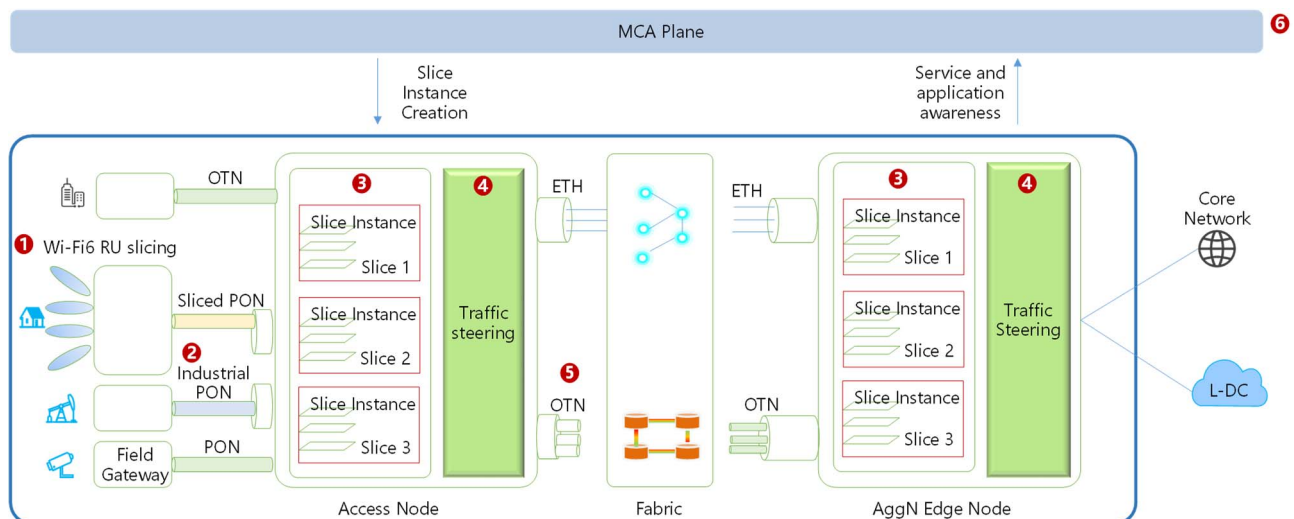 MCA Plane
6
Slice
Instance
Creation
Service and
application
awareness
OTN
1 Wi-Fi6 RU slicing
Sliced PON
2
Industrial
PON
PON
Field
Gateway
3
Slice Instance
Slice 1
Slice Instance
Slice 2
Slice Instance
Slice 3
4
Traffic
steering
Access Node
ETH
5
OTN
ETH
OTN
Fabric
3
Slice Instance
Slice 1
Slice Instance
Slice 2
Slice Instance
Slice 3
4
Traffic
Steering
AggN Edge Node
Core
Network
L-DC